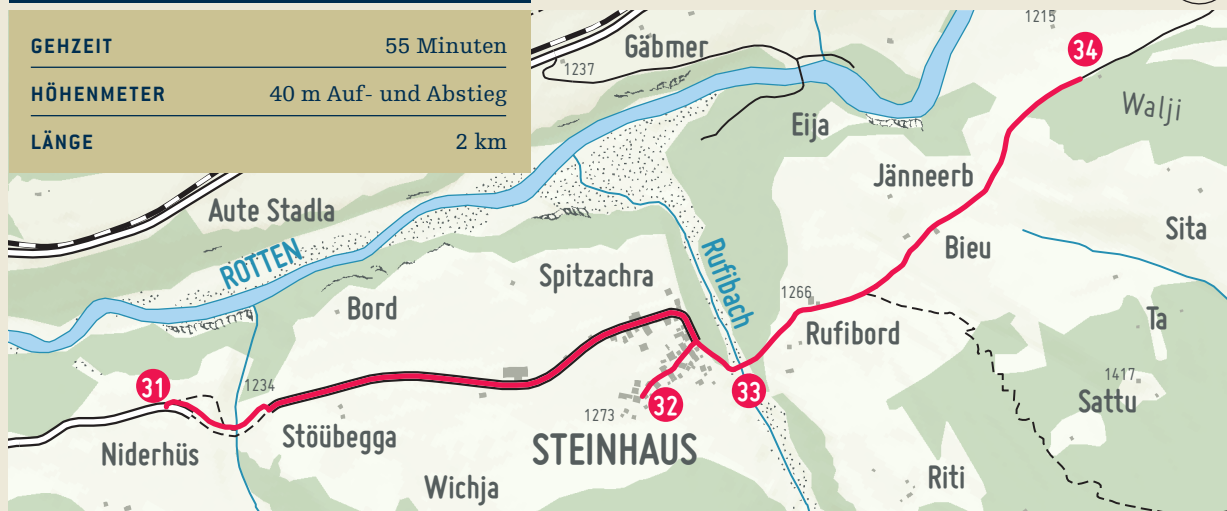 GEHZEIT 55 Minuten
HÖHENMETER 40 m Auf- und Abstieg
LÄNGE 2 km
1215
Gäbmer
34
1237
Walji
Eija
Jänneerb
Aute Stadla
Sita
ROTTEN
Rufibach
Bieu
Spitzachra
Bord
1266
Rufibord
Ta
31
1234
1417
33
32
Sattu
1273
Stöübegga
Niderhüs
STEINHAUS
Wichja
Riti